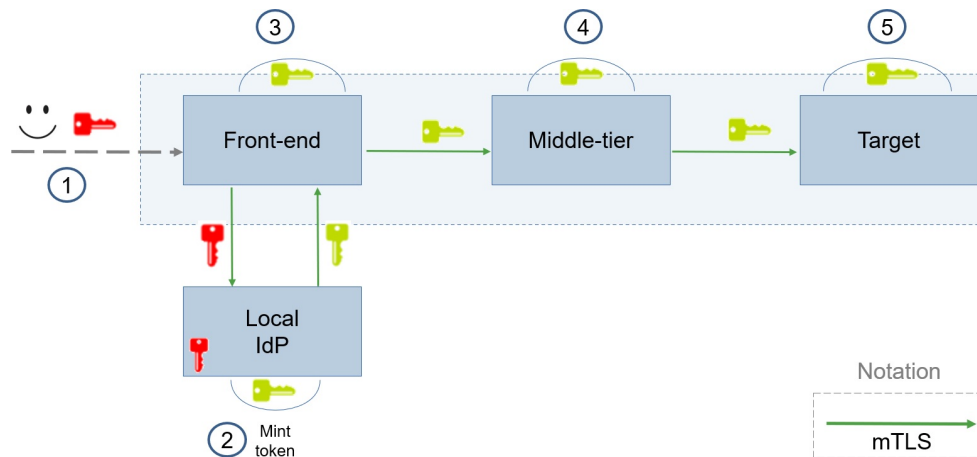 3
4
5
Front-end
Middle-tier
Target
1
Local
IdP
2
Mint
token
Notation
mTLS